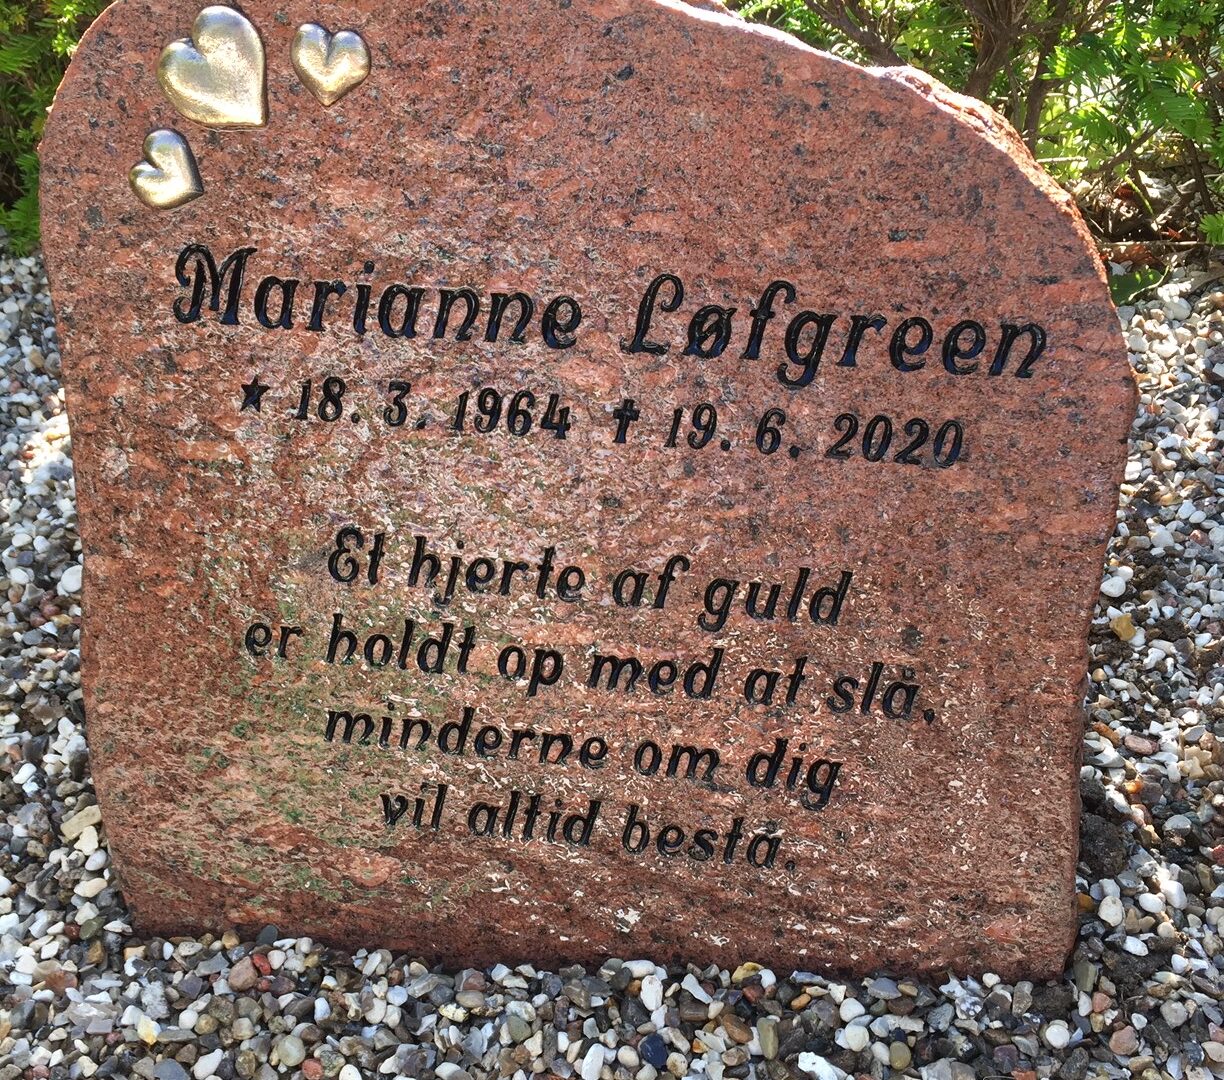 Marianne Løfgreen
★ 18. 3. 1964 ✝ 19. 6. 2020
Et hjerte af guld
er holdt op med at slå,
minderne om dig
vil altid bestå.